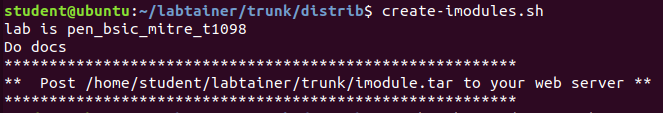 student@ubuntu:~/labtainer/trunk/distrib$ create-imodules.sh
lab is pen_bsic_mitre_t1098
Do docs
*********************************************************
**  Post /home/student/labtainer/trunk/imodule.tar to your web server **
*********************************************************